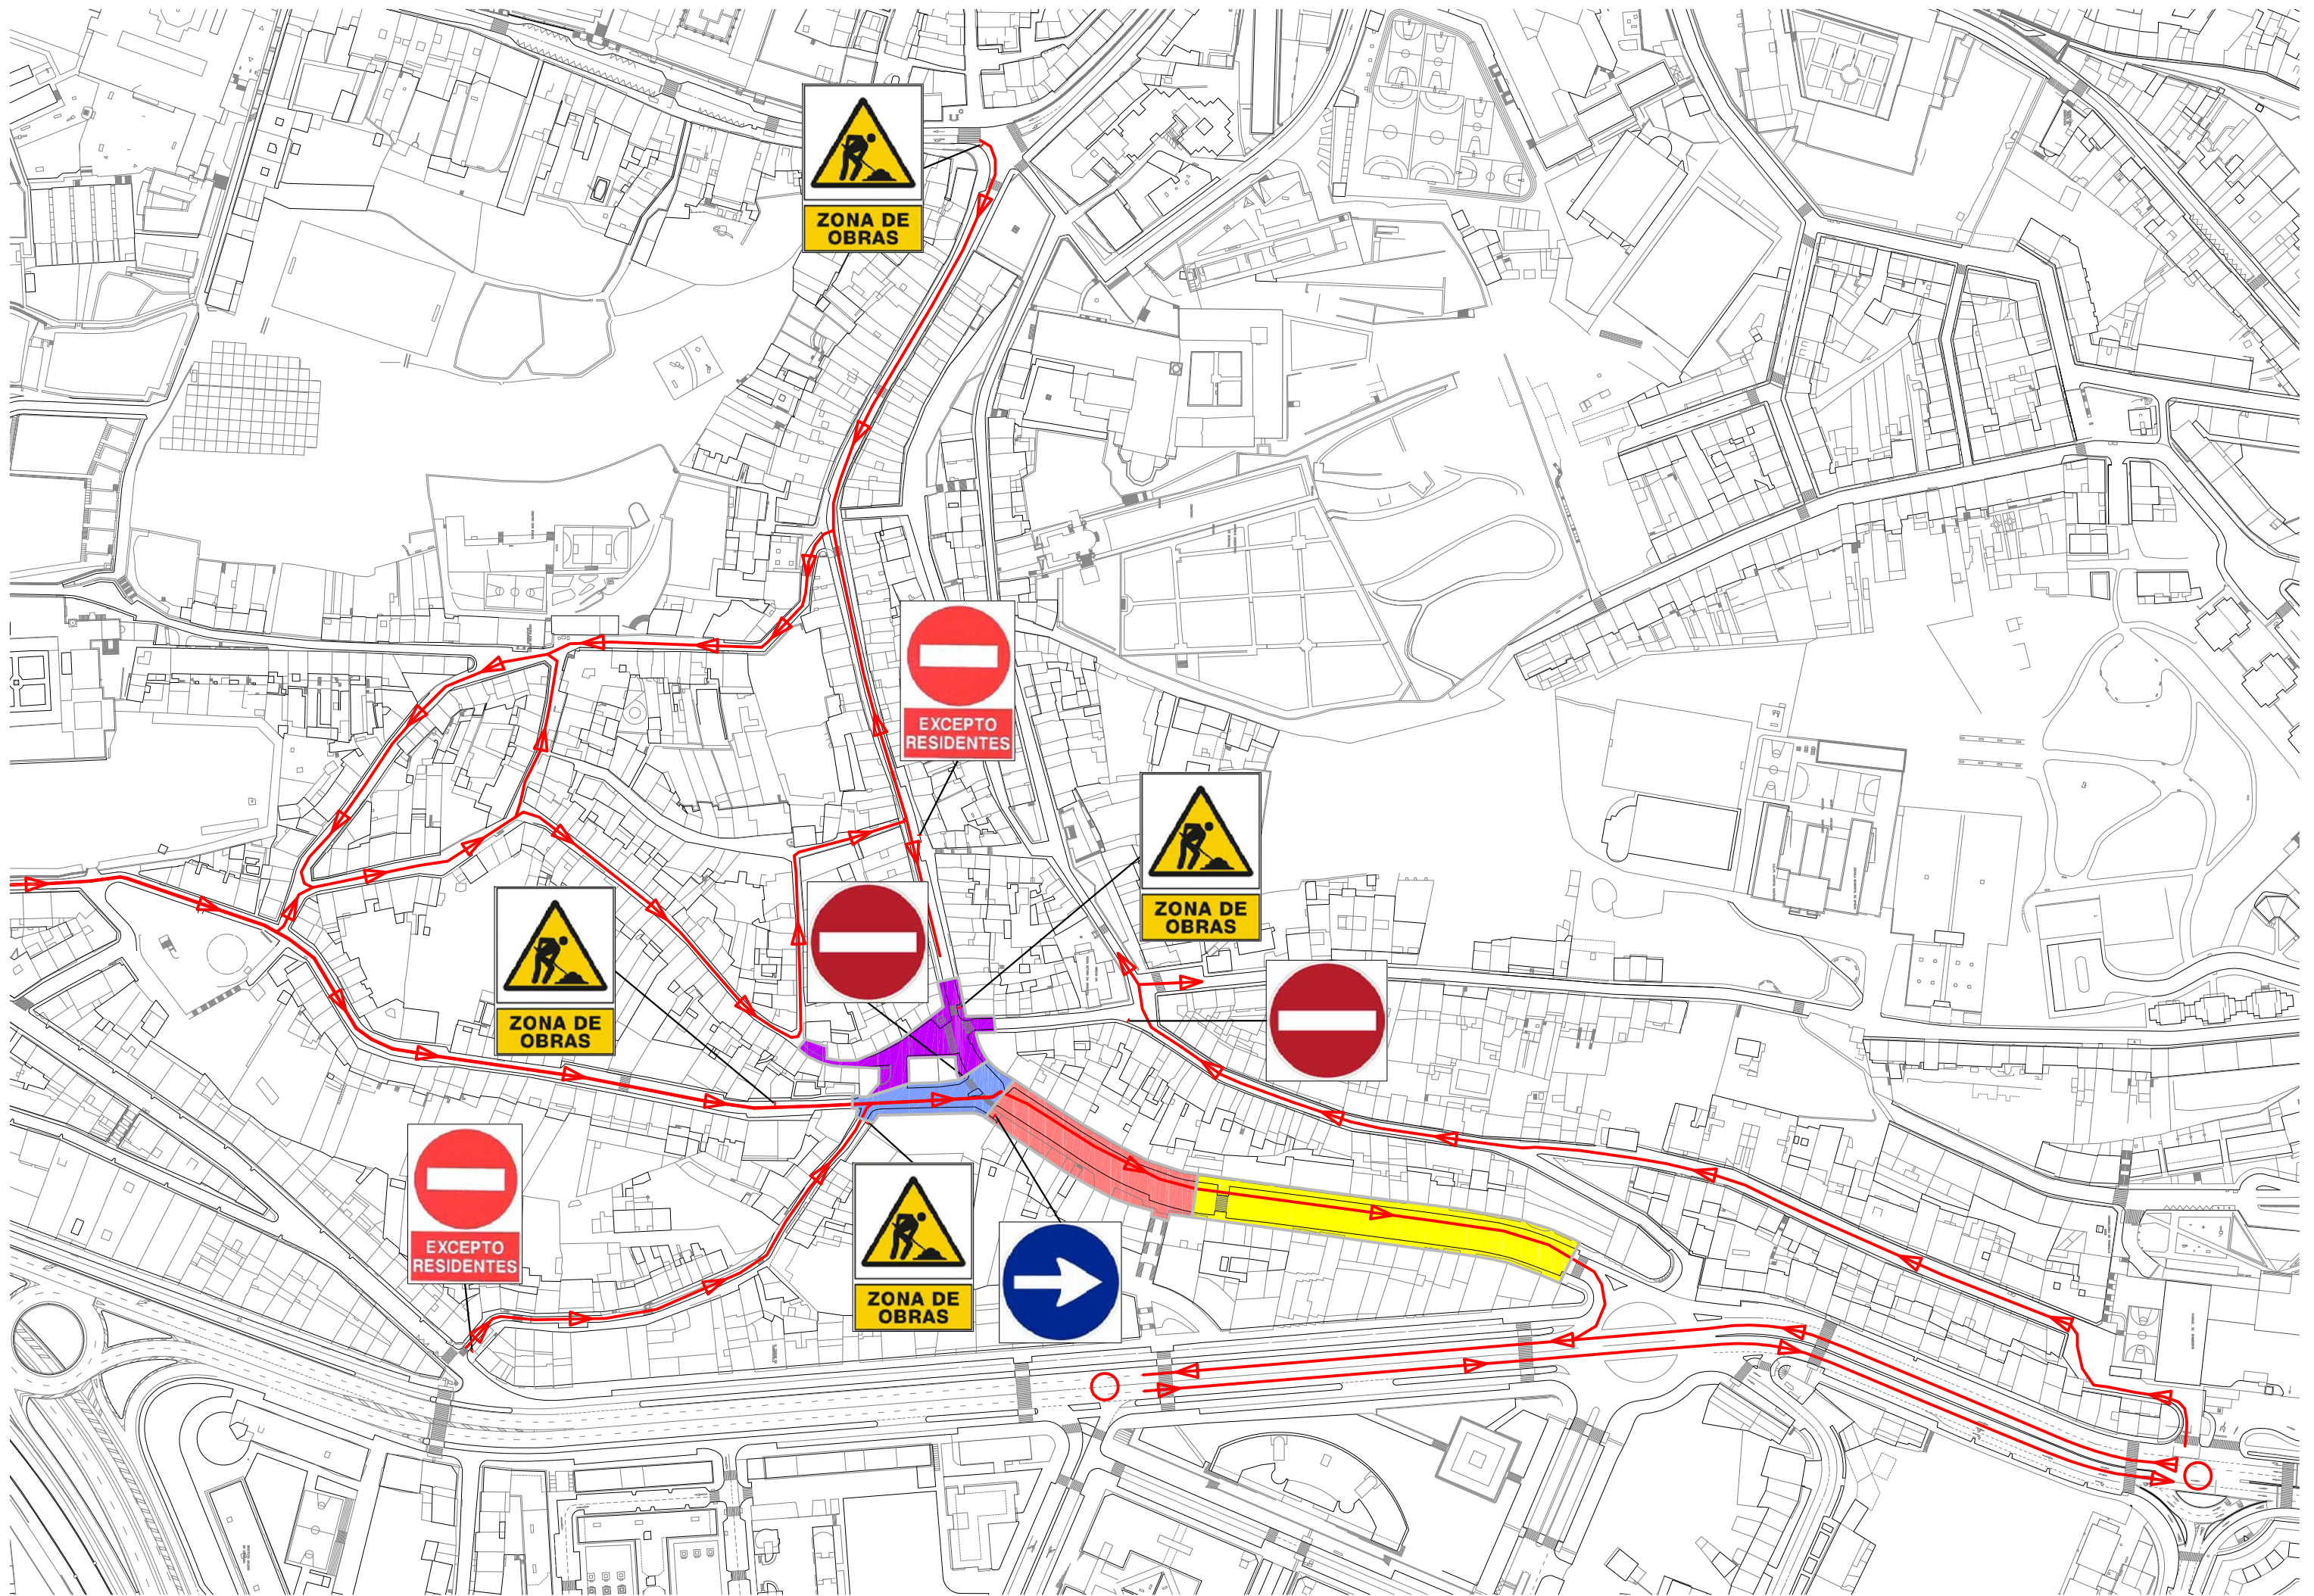 ZONA DE
OBRAS
EXCEPTO
RESIDENTES
ZONA DE
OBRAS
ZONA DE
OBRAS
EXCEPTO
RESIDENTES
ZONA DE
OBRAS